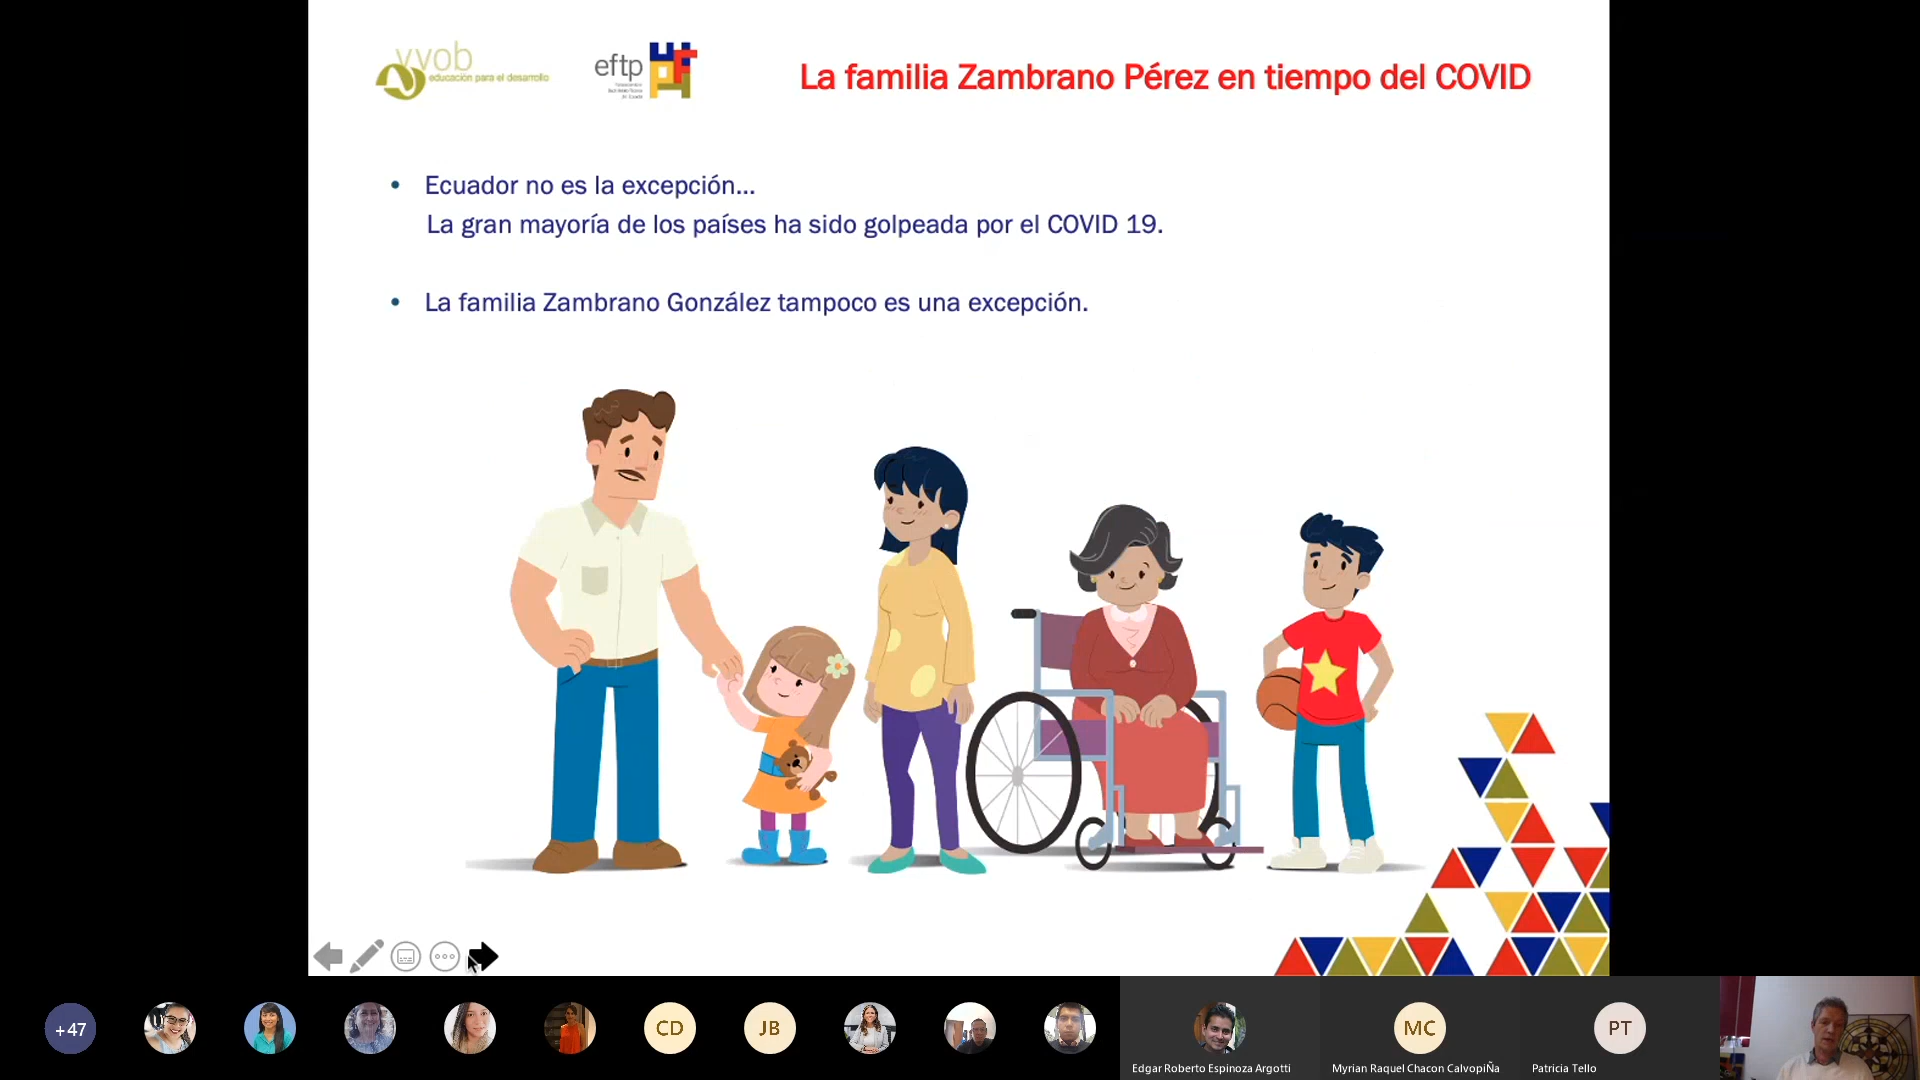 vvob
educación para el desarrollo
eftp
La familia Zambrano Pérez en tiempo del COVID
• Ecuador no es la excepción...
La gran mayoría de los países ha sido golpeada por el COVID 19.
• La familia Zambrano González tampoco es una excepción.
+47
CD
JB
MC
PT
Edgar Roberto Espinoza Argotti
Myrian Raquel Chacon CalvopiÑa
Patricia Tello